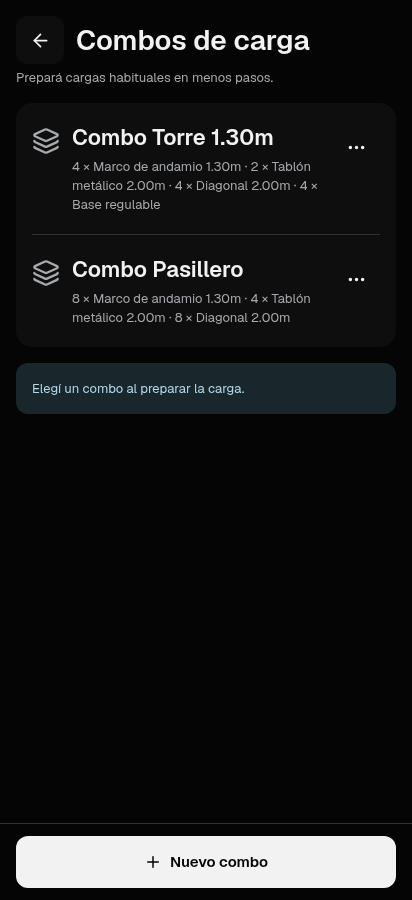 Combos de carga
Prepará cargas habituales en menos pasos.
Combo Torre 1.30m
4 × Marco de andamio 1.30m · 2 × Tablón
metálico 2.00m · 4 × Diagonal 2.00m · 4 ×
Base regulable
Combo Pasillero
8 × Marco de andamio 1.30m · 4 × Tablón
metálico 2.00m · 8 × Diagonal 2.00m
Elegí un combo al preparar la carga.
Nuevo combo